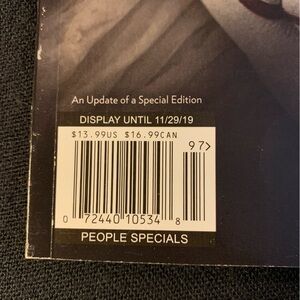 An Update of a Special Edition
DISPLAY UNTIL 11/29/19
$13.99US $16.99CAN
97>
0 72440 10534 8
PEOPLE SPECIALS